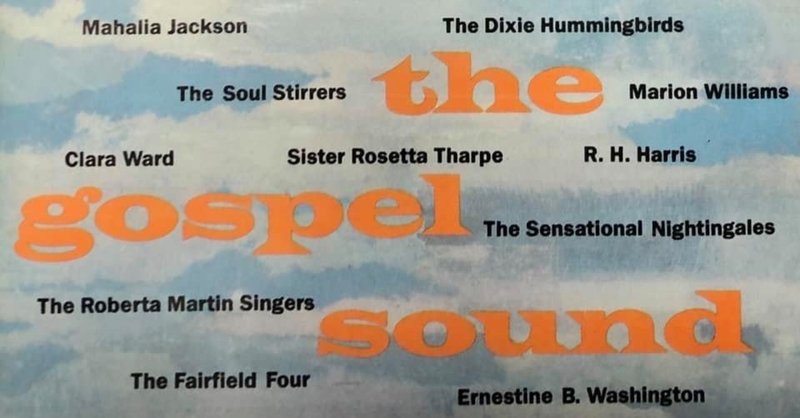 Mahalia Jackson
The Dixie Hummingbirds
the
The Soul Stirrers
Marion Williams
Clara Ward
Sister Rosetta Tharpe
R. H. Harris
gospel
The Sensational Nightingales
The Roberta Martin Singers
sound
The Fairfield Four
Ernestine B. Washington